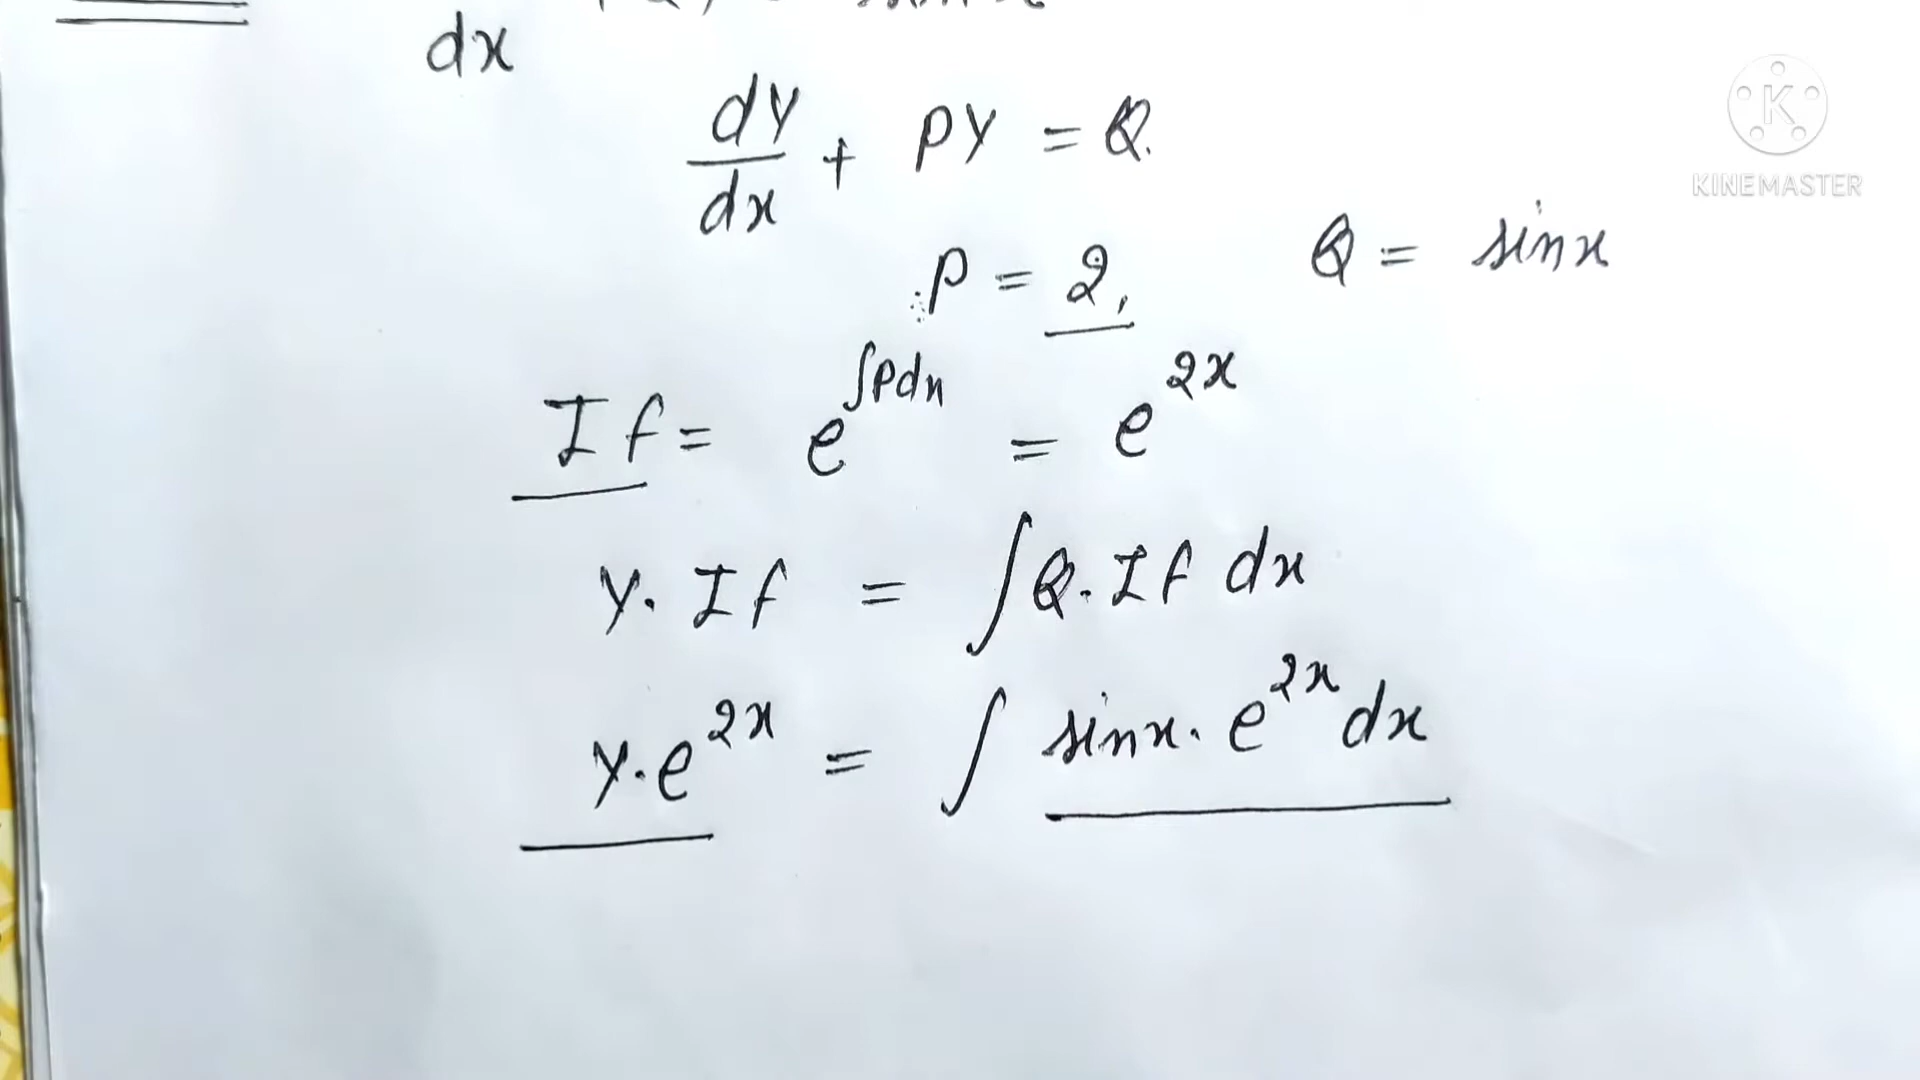 dx
dy/dx + Py = Q.
P = 2, Q = sinx
If = e^∫Pdx = e^2x
y. If = ∫Q. If dx
y.e^2x = ∫ sinx. e^2x dx
KINEMASTER